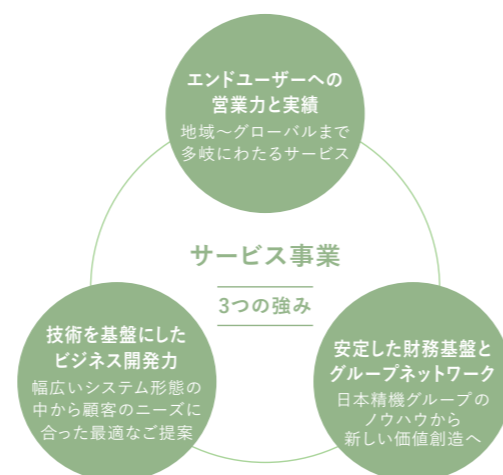 エンドユーザーへの
営業力と実績
地域～グローバルまで
多岐にわたるサービス
サービス事業
3つの強み
技術を基盤にした
ビジネス開発力
幅広いシステム形態の
中から顧客のニーズに
合った最適なご提案
安定した財務基盤と
グループネットワーク
日本精機グループの
ノウハウから
新しい価値創造へ